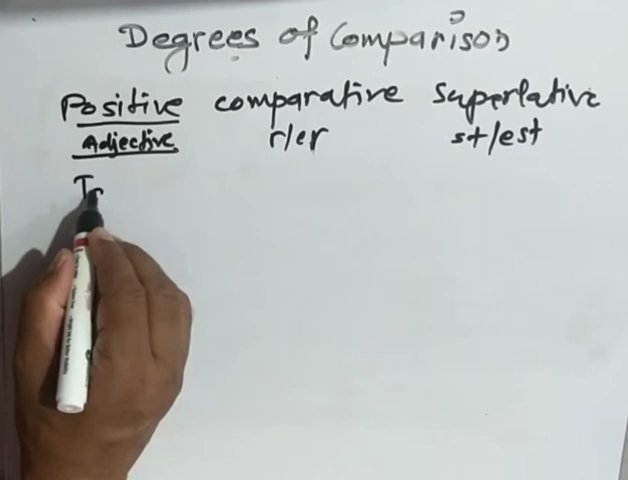 Degrees of Comparison
Positive comparative Superlative
Adjective r/er st/est